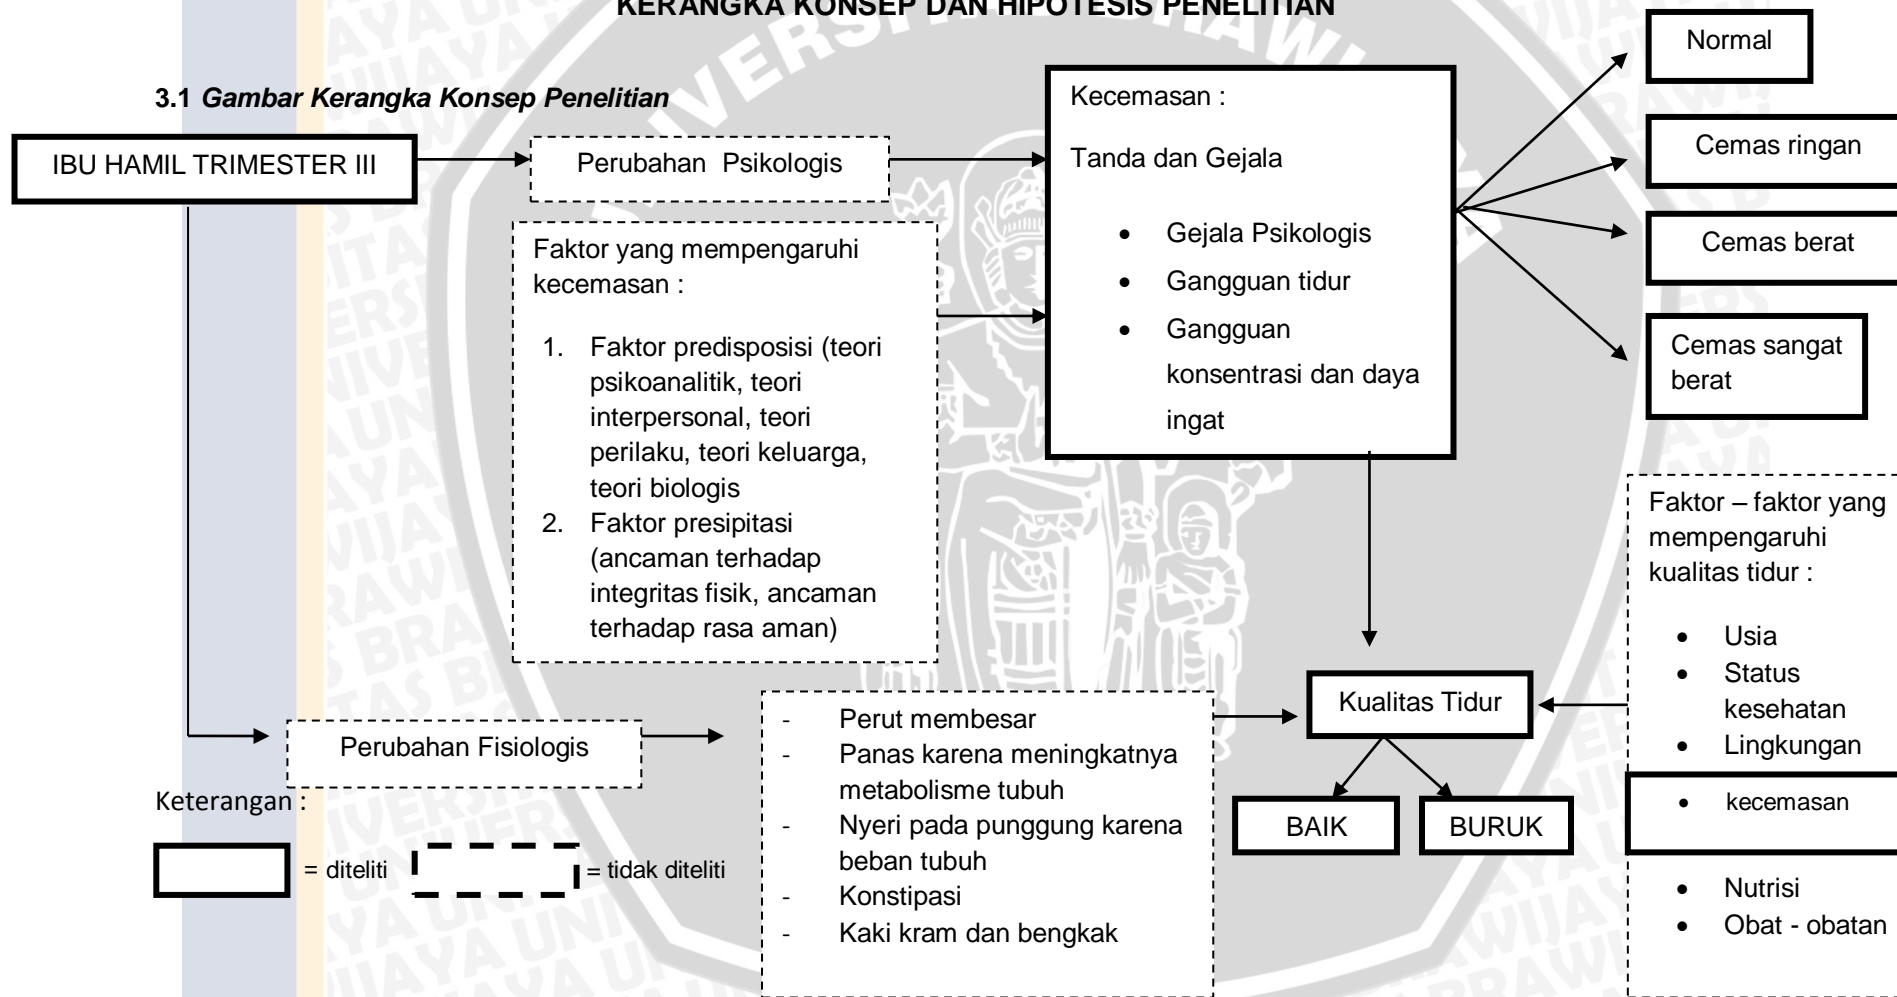 KERANGKA KONSEP DAN HIPOTESIS PENELITIAN
3.1 Gambar Kerangka Konsep Penelitian
IBU HAMIL TRIMESTER III
Perubahan Psikologis
Faktor yang mempengaruhi
kecemasan :
1. Faktor predisposisi (teori
psikoanalitik, teori
interpersonal, teori
perilaku, teori keluarga,
teori biologis
2. Faktor presipitasi
(ancaman terhadap
integritas fisik, ancaman
terhadap rasa aman)
Kecemasan :
Tanda dan Gejala
• Gejala Psikologis
• Gangguan tidur
• Gangguan
konsentrasi dan daya
ingat
Normal
Cemas ringan
Cemas berat
Cemas sangat
berat
Perubahan Fisiologis
- Perut membesar
- Panas karena meningkatnya
metabolisme tubuh
- Nyeri pada punggung karena
beban tubuh
- Konstipasi
- Kaki kram dan bengkak
Kualitas Tidur
BAIK
BURUK
Faktor – faktor yang
mempengaruhi
kualitas tidur :
• Usia
• Status
kesehatan
• Lingkungan
• kecemasan
• Nutrisi
• Obat - obatan
Keterangan :
= diteliti
= tidak diteliti